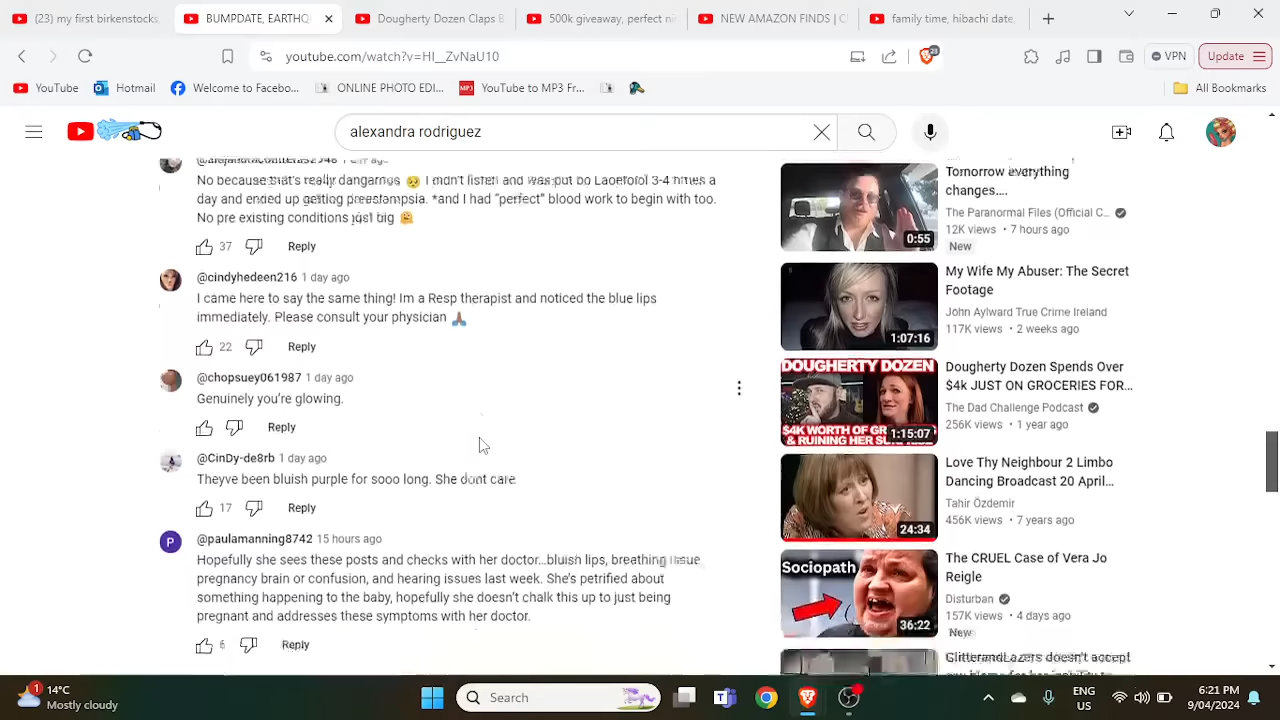 (23) my first birkenstocks,
BUMPDATE, EARTHQ
Dougherty Dozen Claps B
500k giveaway, perfect ni
NEW AMAZON FINDS | C
family time, hibachi date,
youtube.com/watch?v=HI__ZvNaU10
28
VPN
Update
YouTube
Hotmail
Welcome to Facebo...
ONLINE PHOTO EDI...
YouTube to MP3 Fr...
All Bookmarks
alexandra rodriguez
No because that's really dangerous I didn't listen and was put on 3-4 times a
day and ended up getting preeclampsia. *and I had “perfect” blood work to begin with too.
No pre existing conditions just big
37 Reply
@cindyhedeen216 1 day ago
I came here to say the same thing! Im a Resp therapist and noticed the blue lips
immediately. Please consult your physician
22 Reply
@chopsuey061987 1 day ago
Genuinely you’re glowing.
Reply
@CinDy-de8rb 1 day ago
Theyve been bluish purple for sooo long. She dont care.
17 Reply
P
@paulamanning8742 15 hours ago
Hopefully she sees these posts and checks with her doctor...bluish lips, breathing issue
pregnancy brain or confusion, and hearing issues last week. She’s petrified about
something happening to the baby, hopefully she doesn’t chalk this up to just being
pregnant and addresses these symptoms with her doctor.
6 Reply
Tomorrow everything
changes....
The Paranormal Files (Official C...
12K views • 7 hours ago
New
0:55
My Wife My Abuser: The Secret
Footage
John Aylward True Crime Ireland
117K views • 2 weeks ago
1:07:16
DOUGHERTY DOZEN
$4K WORTH OF GR
& RUINING HER SU
1:15:07
Dougherty Dozen Spends Over
$4k JUST ON GROCERIES FOR...
The Dad Challenge Podcast
256K views • 1 year ago
24:34
Love Thy Neighbour 2 Limbo
Dancing Broadcast 20 April...
Tahir Özdemir
456K views • 7 years ago
Sociopath
36:22
The CRUEL Case of Vera Jo
Reigle
Disturban
157K views • 4 days ago
New
GlitterandLazers doesn't accept
1
14°C
Mostly cloudy
Search
ENG
US
6:21 PM
9/04/2024